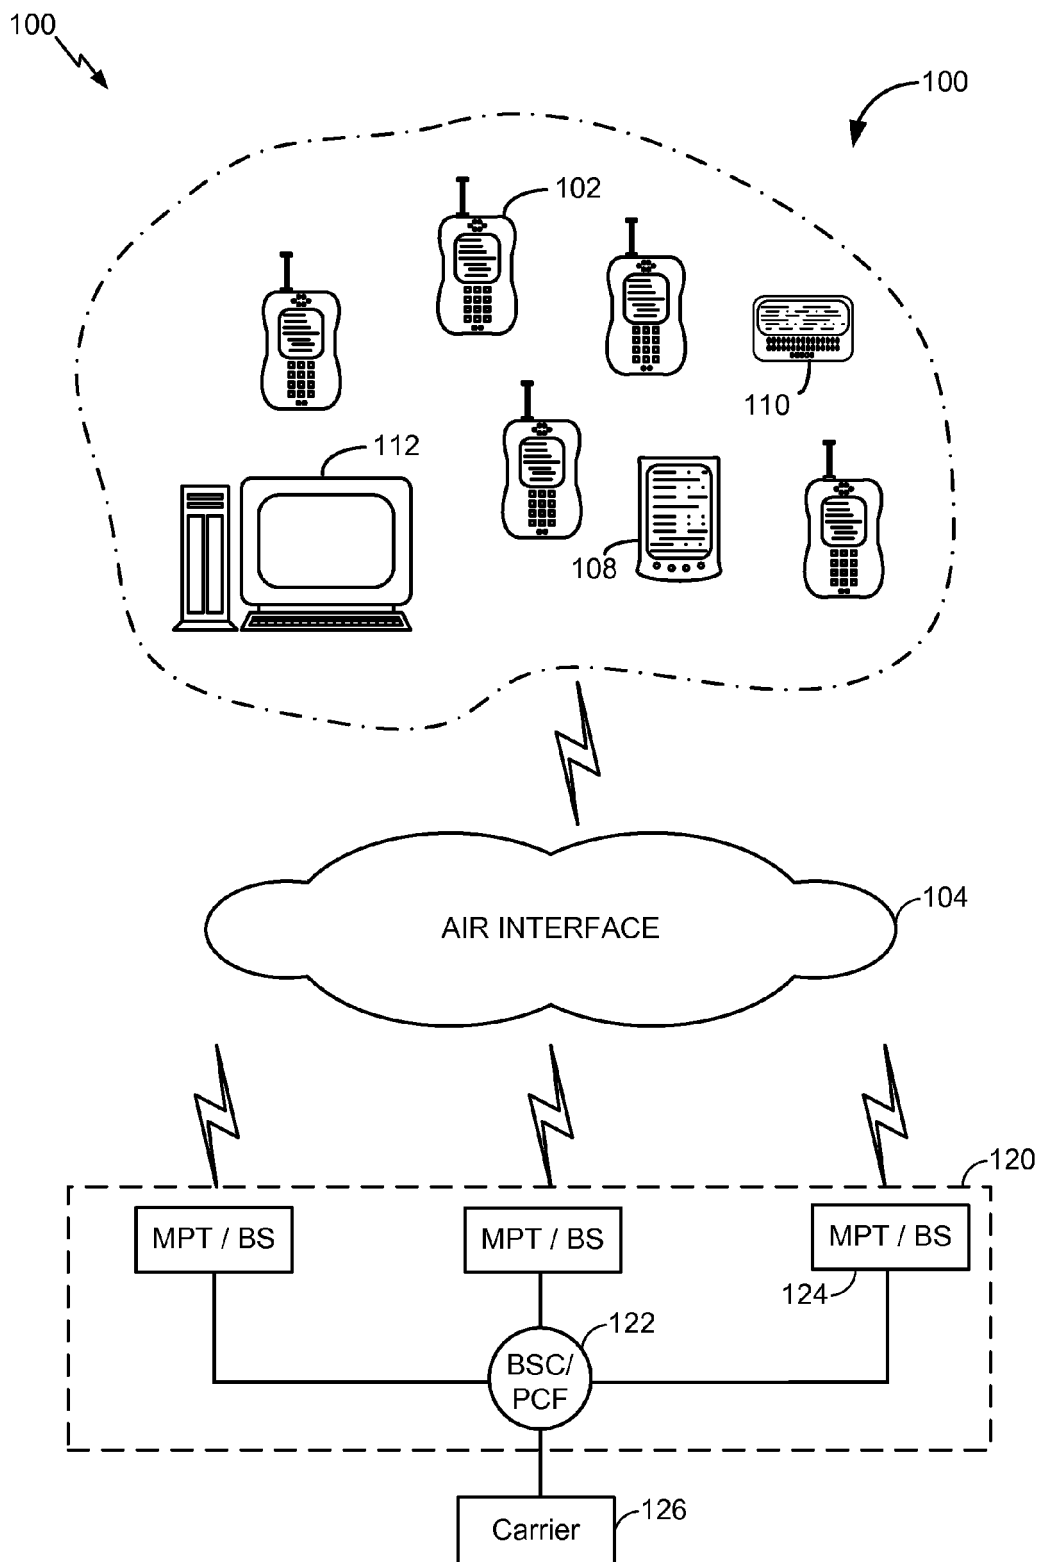 100
100
102
110
112
108
AIR INTERFACE
104
120
MPT / BS
MPT / BS
MPT / BS
124
122
BSC/
PCF
Carrier
126